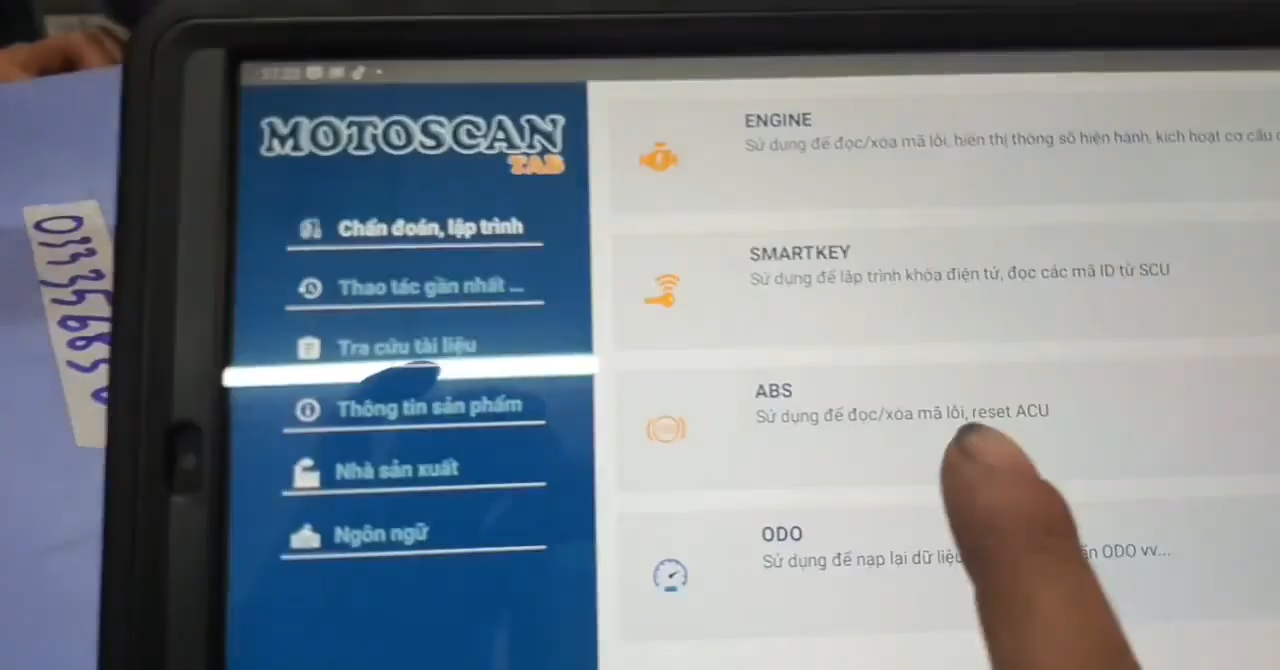 MOTOSCAN
TAB
Chẩn đoán, lập trình
Thao tác gần nhất ...
Tra cứu tài liệu
Thông tin sản phẩm
Nhà sản xuất
Ngôn ngữ
ENGINE
Sử dụng để đọc/xóa mã lỗi, hiển thị thông số hiện hành, kích hoạt cơ cấu
SMARTKEY
Sử dụng để lập trình khóa điện tử, đọc các mã ID từ SCU
ABS
Sử dụng để đọc/xóa mã lỗi, reset ACU
ODO
Sử dụng để nạp lại dữ liệu ODO vv...